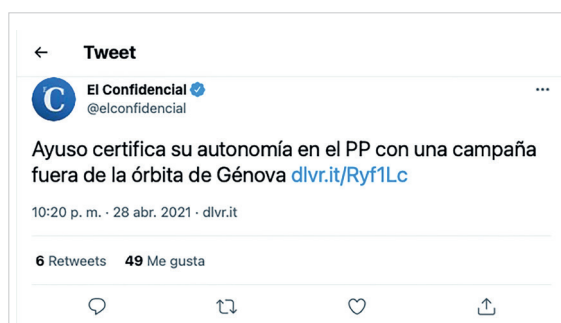 Tweet
El Confidencial
@elconfidencial
Ayuso certifica su autonomía en el PP con una campaña
fuera de la órbita de Génova dlvr.it/Ryf1Lc
10:20 p. m. · 28 abr. 2021 · dlvr.it
6 Retweets 49 Me gusta